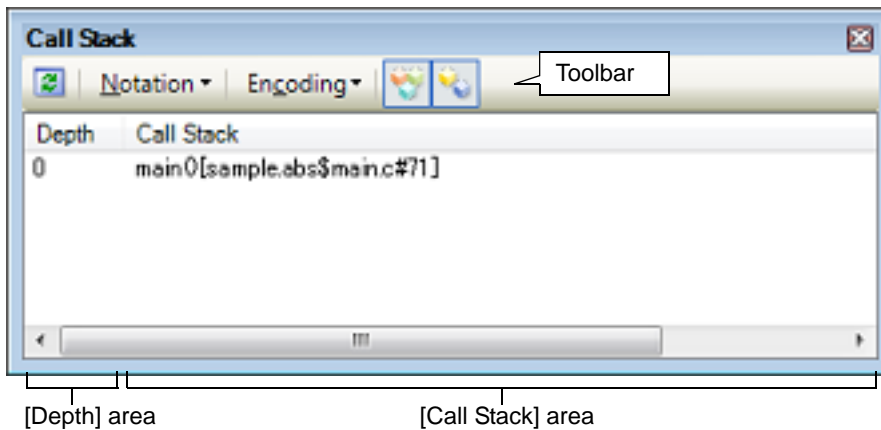 Call Stack
Notation Encoding Toolbar
Depth Call Stack
0 main()[sample.abs$main.c#71]
[Depth] area [Call Stack] area